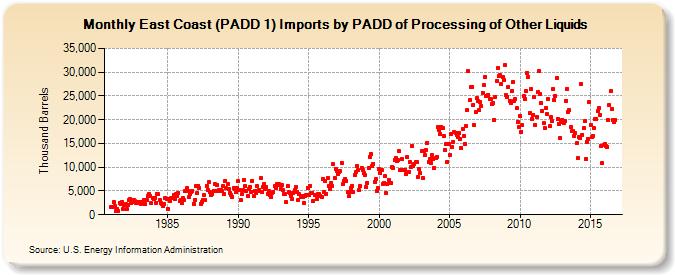 Monthly East Coast (PADD 1) Imports by PADD of Processing of Other Liquids
Thousand Barrels
35,000
30,000
25,000
20,000
15,000
10,000
5,000
0
1985 1990 1995 2000 2005 2010 2015
Source: U.S. Energy Information Administration